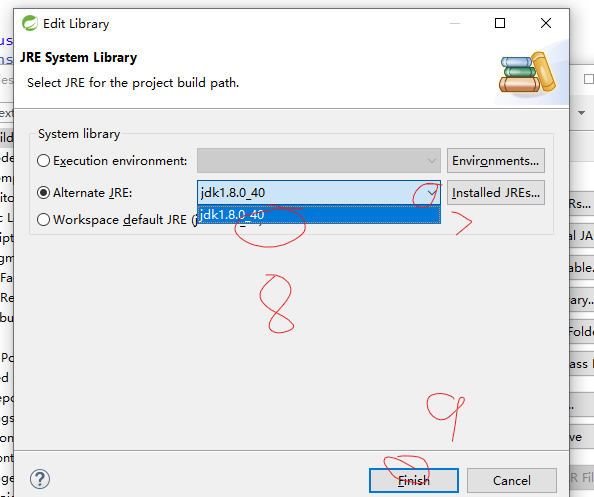 Edit Library
JRE System Library
Select JRE for the project build path.
System library
Execution environment:
Environments...
Alternate JRE:
jdk1.8.0_40
Installed JREs...
jdk1.8.0_40
Workspace default JRE (
8
9
Finish
Cancel